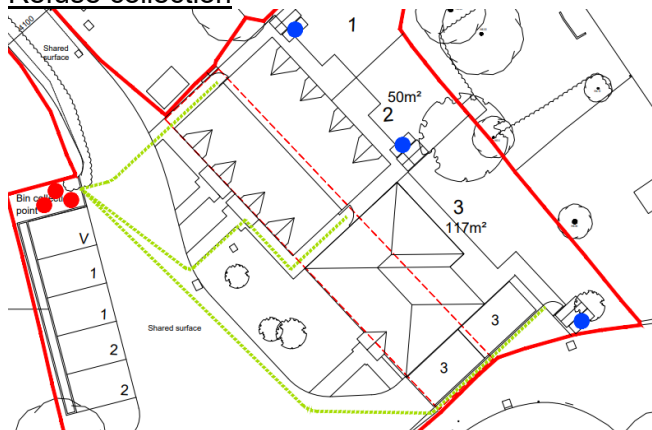 Refuse collection
4100
Shared
surface
1
50m²
2
3
117m²
Bin collection
point
V
1
1
2
2
Shared surface
3
3